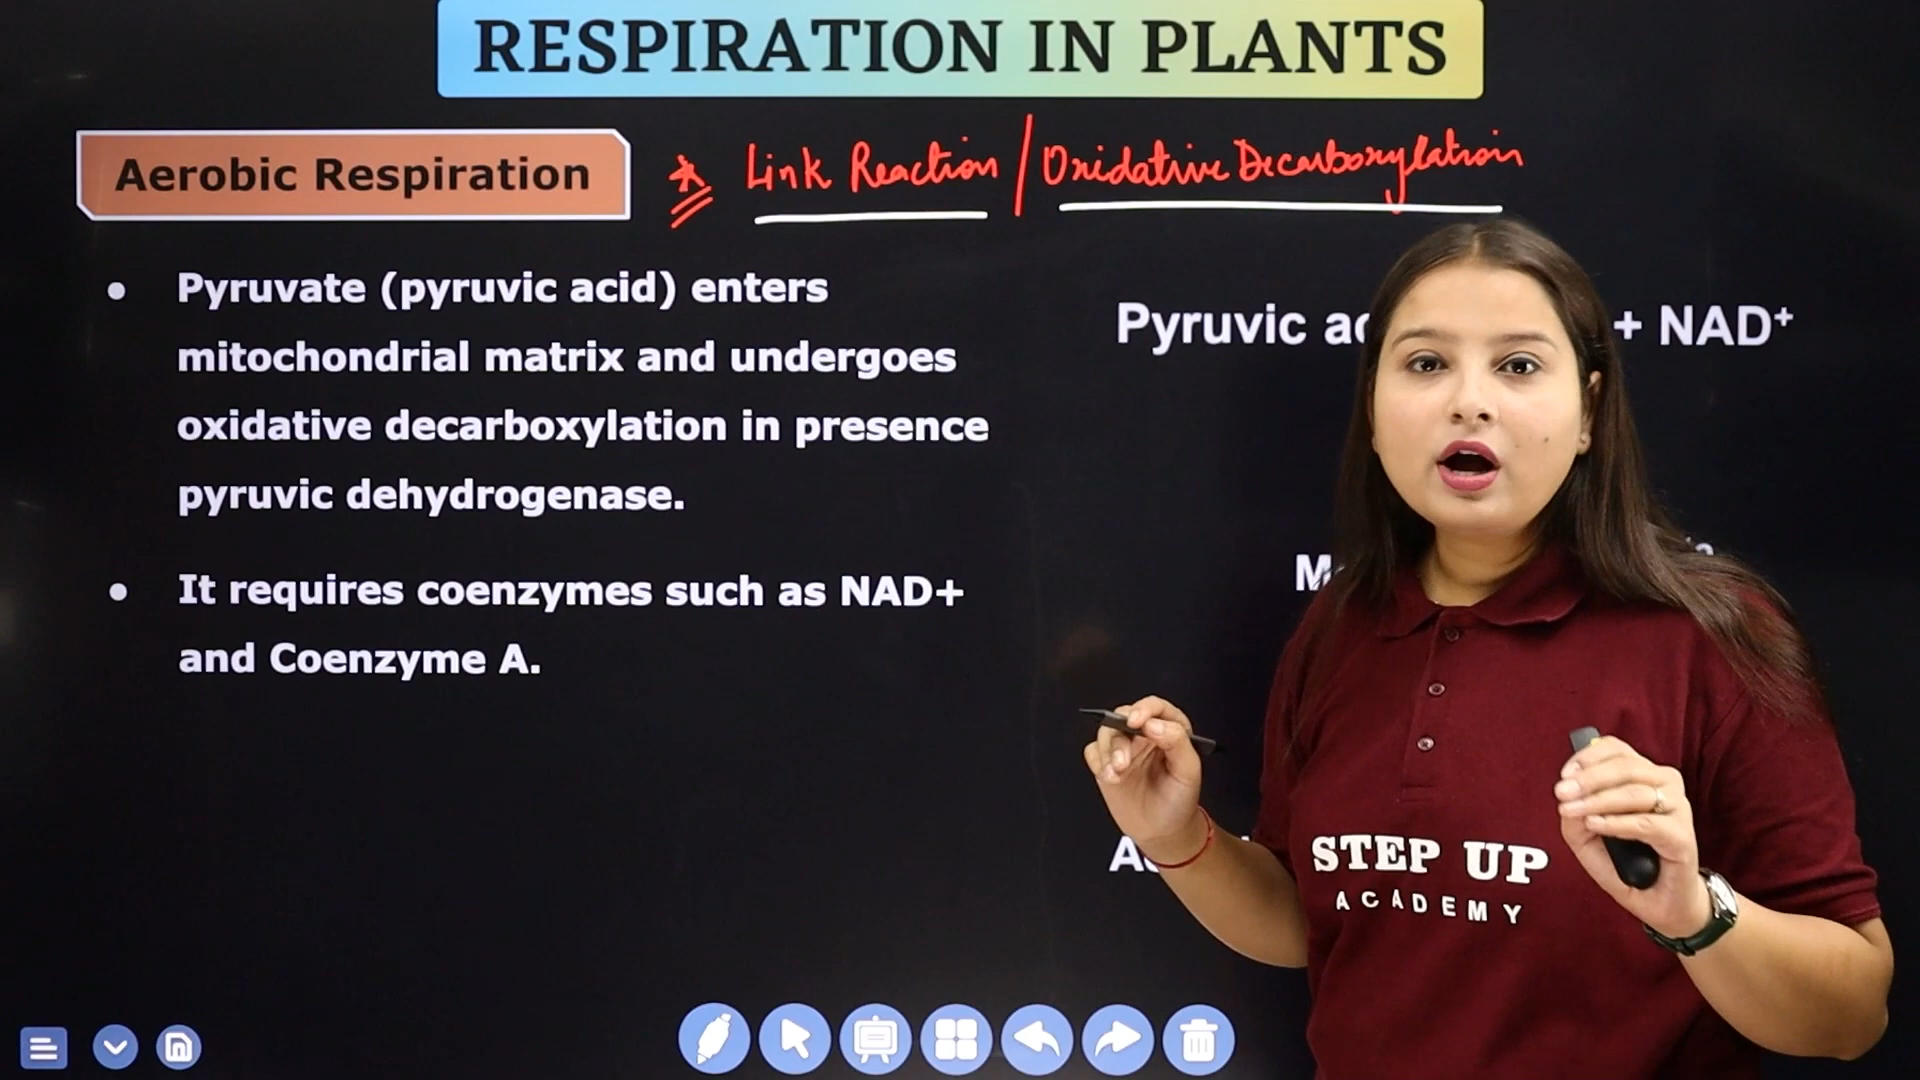 RESPIRATION IN PLANTS
Aerobic Respiration
* Link Reaction / Oxidative Decarboxylation
• Pyruvate (pyruvic acid) enters
mitochondrial matrix and undergoes
oxidative decarboxylation in presence
pyruvic dehydrogenase.
Pyruvic + NAD⁺
• It requires coenzymes such as NAD+
and Coenzyme A.
STEP UP
ACADEMY